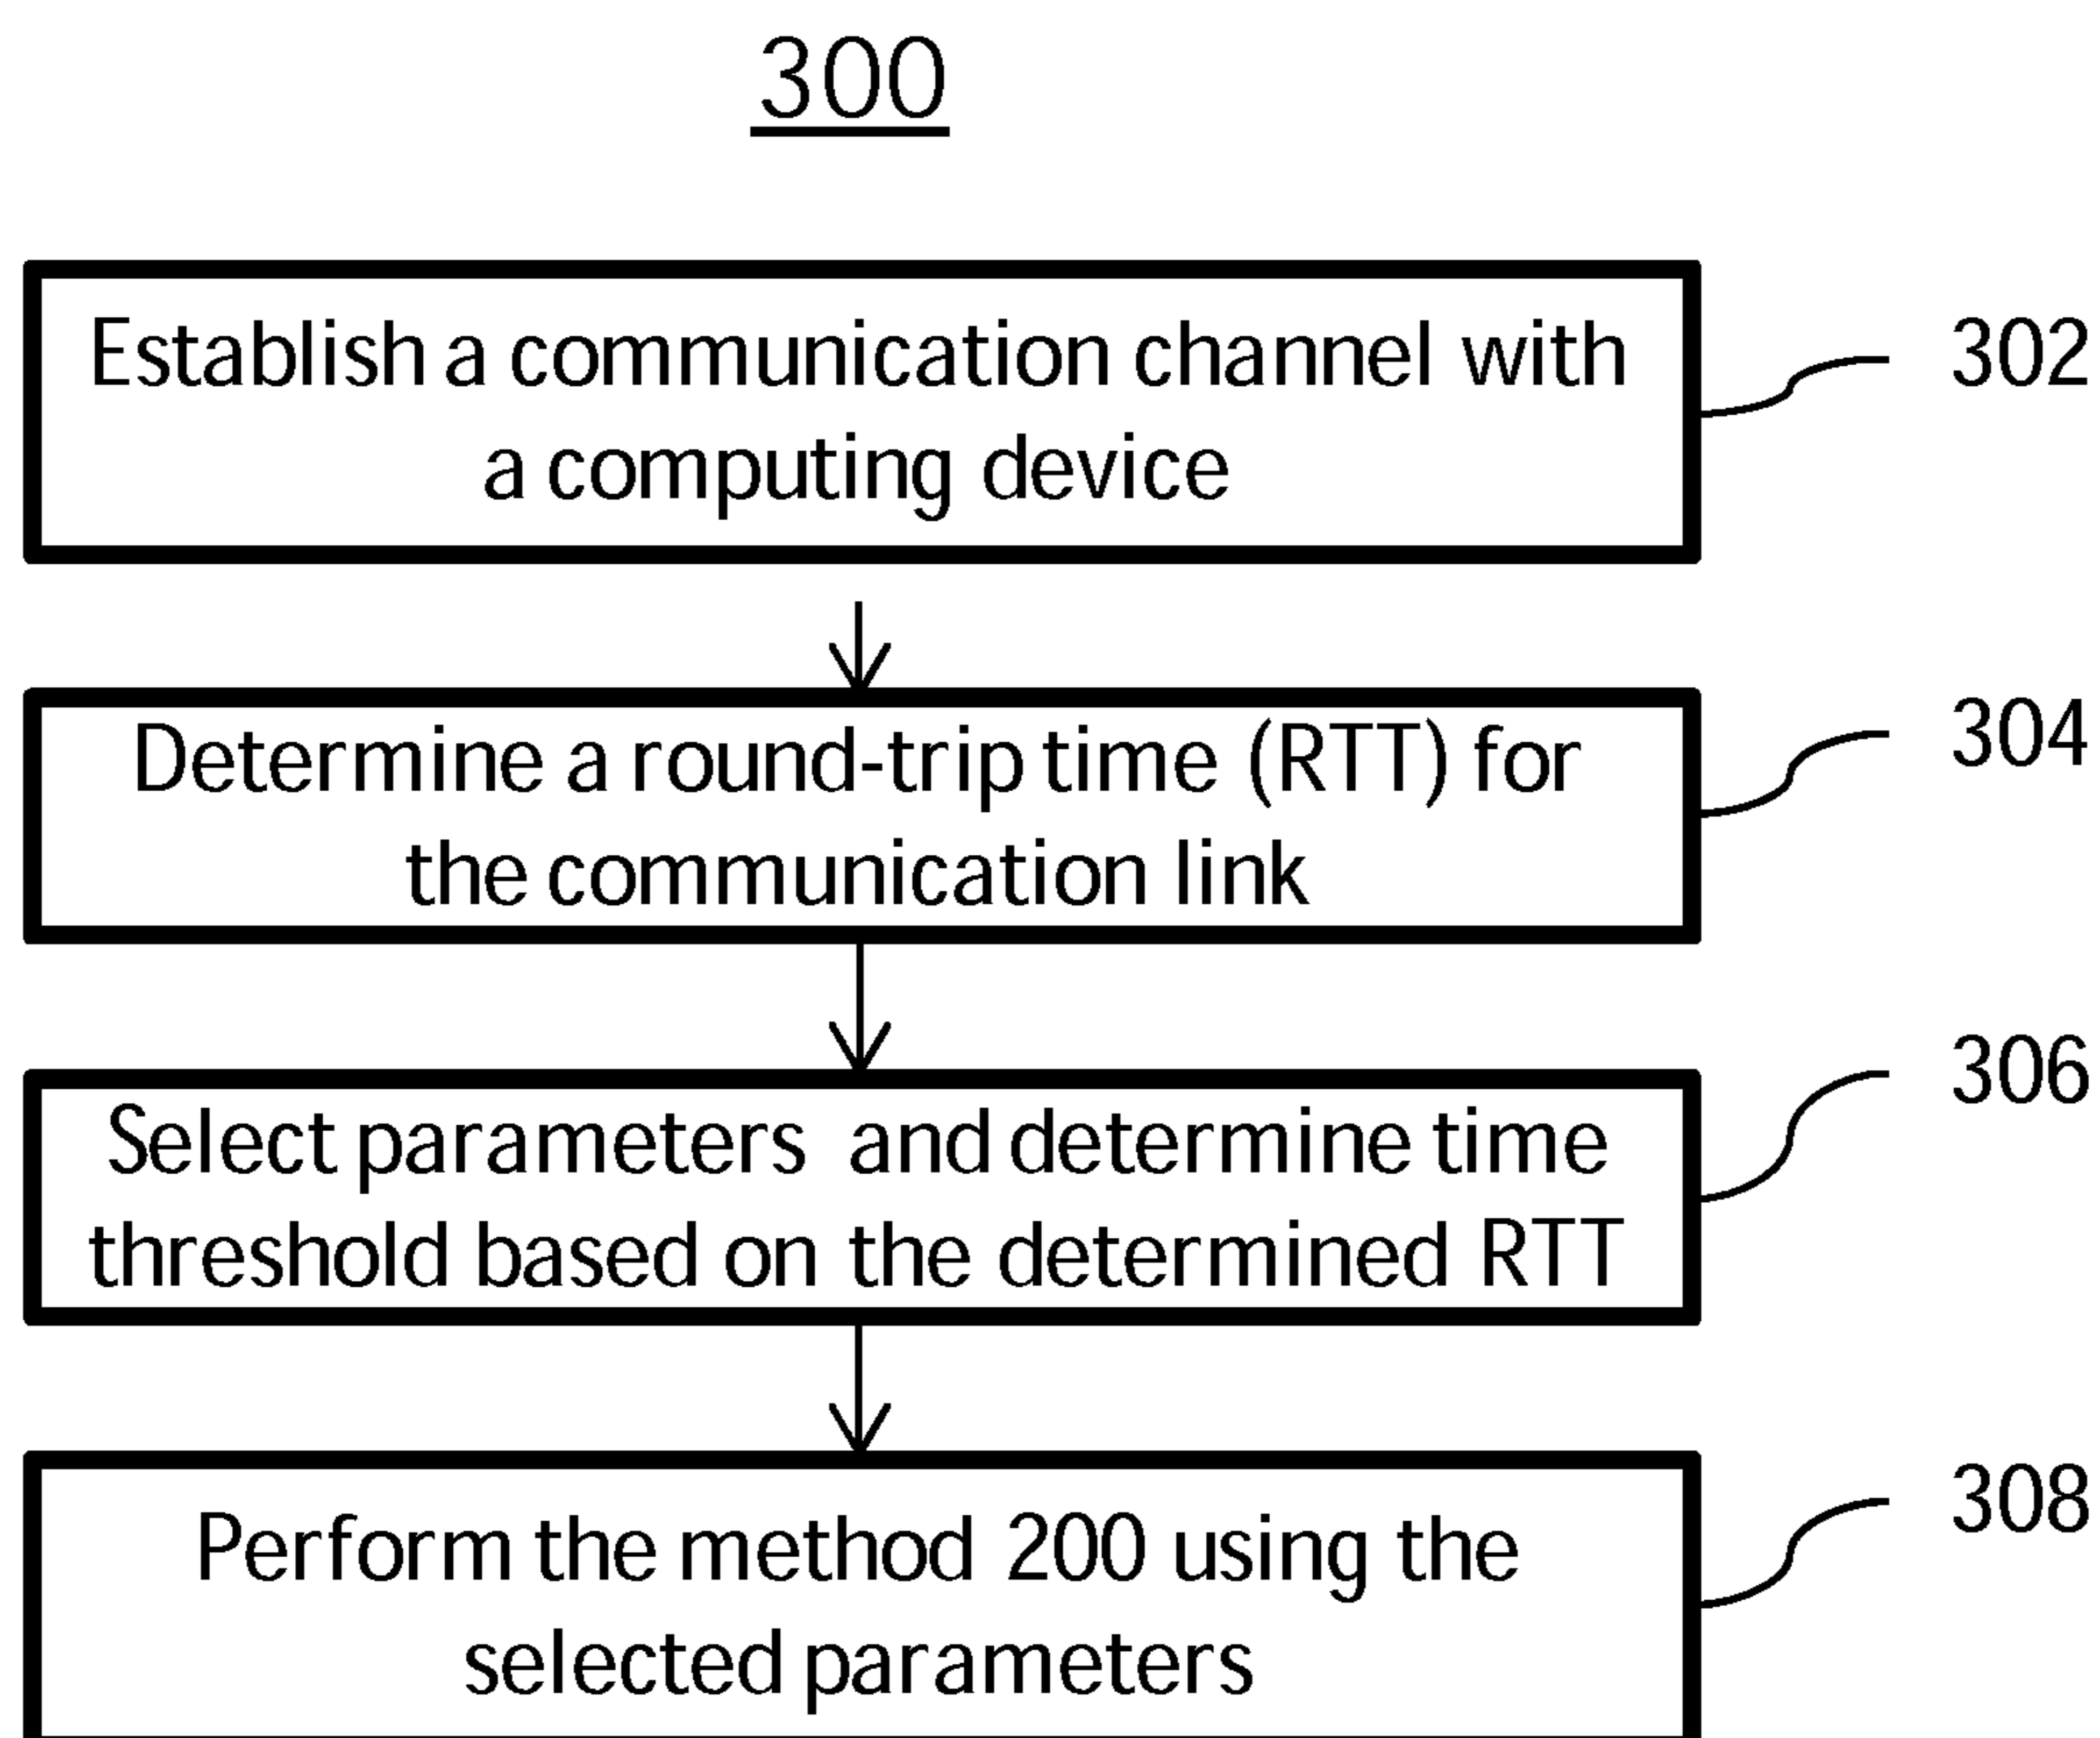 300
Establish a communication channel with
a computing device
302
Determine a round-trip time (RTT) for
the communication link
304
Select parameters and determine time
threshold based on the determined RTT
306
Perform the method 200 using the
selected parameters
308